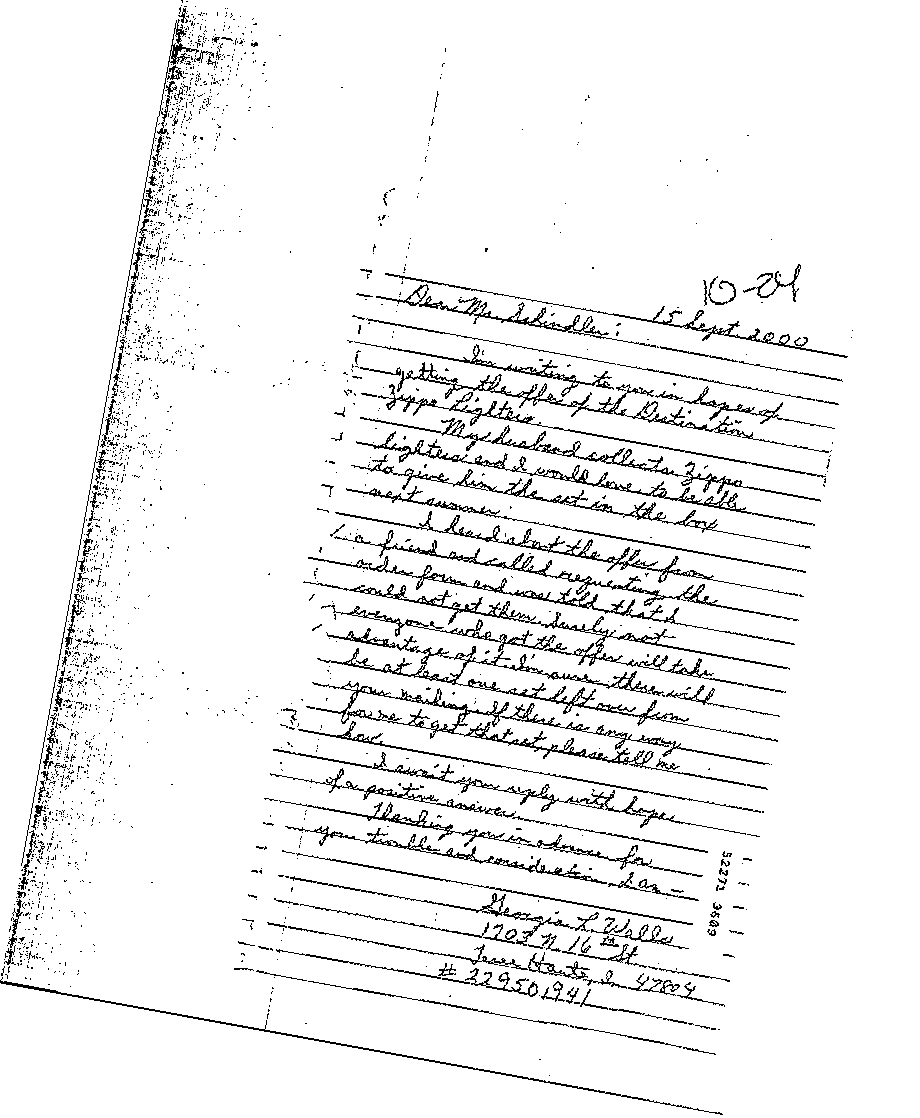 10-24
15 Sept 2000
Dear Mr. Schindler:
I'm writing to you in hopes of
getting the offer of the Destination
Zippo Lighters.
My husband collects Zippo
lighters and I would love to be able
to give him the set in the box
next summer.
I heard about the offer from
a friend and called requesting the
order form and was told that I
could not get them. Surely not
everyone who got the offer will take
advantage of it. I'm sure there will
be at least one set left over from
your mailing. If there is any way
for me to get that set, please tell me
how.
I await your reply with hope
of a positive answer.
Thanking you in advance for
your trouble and consideration, I am —
Georgia L. Walls
1703 N. 16th St
Terre Haute, In 47804
# 229501941
52271 3603